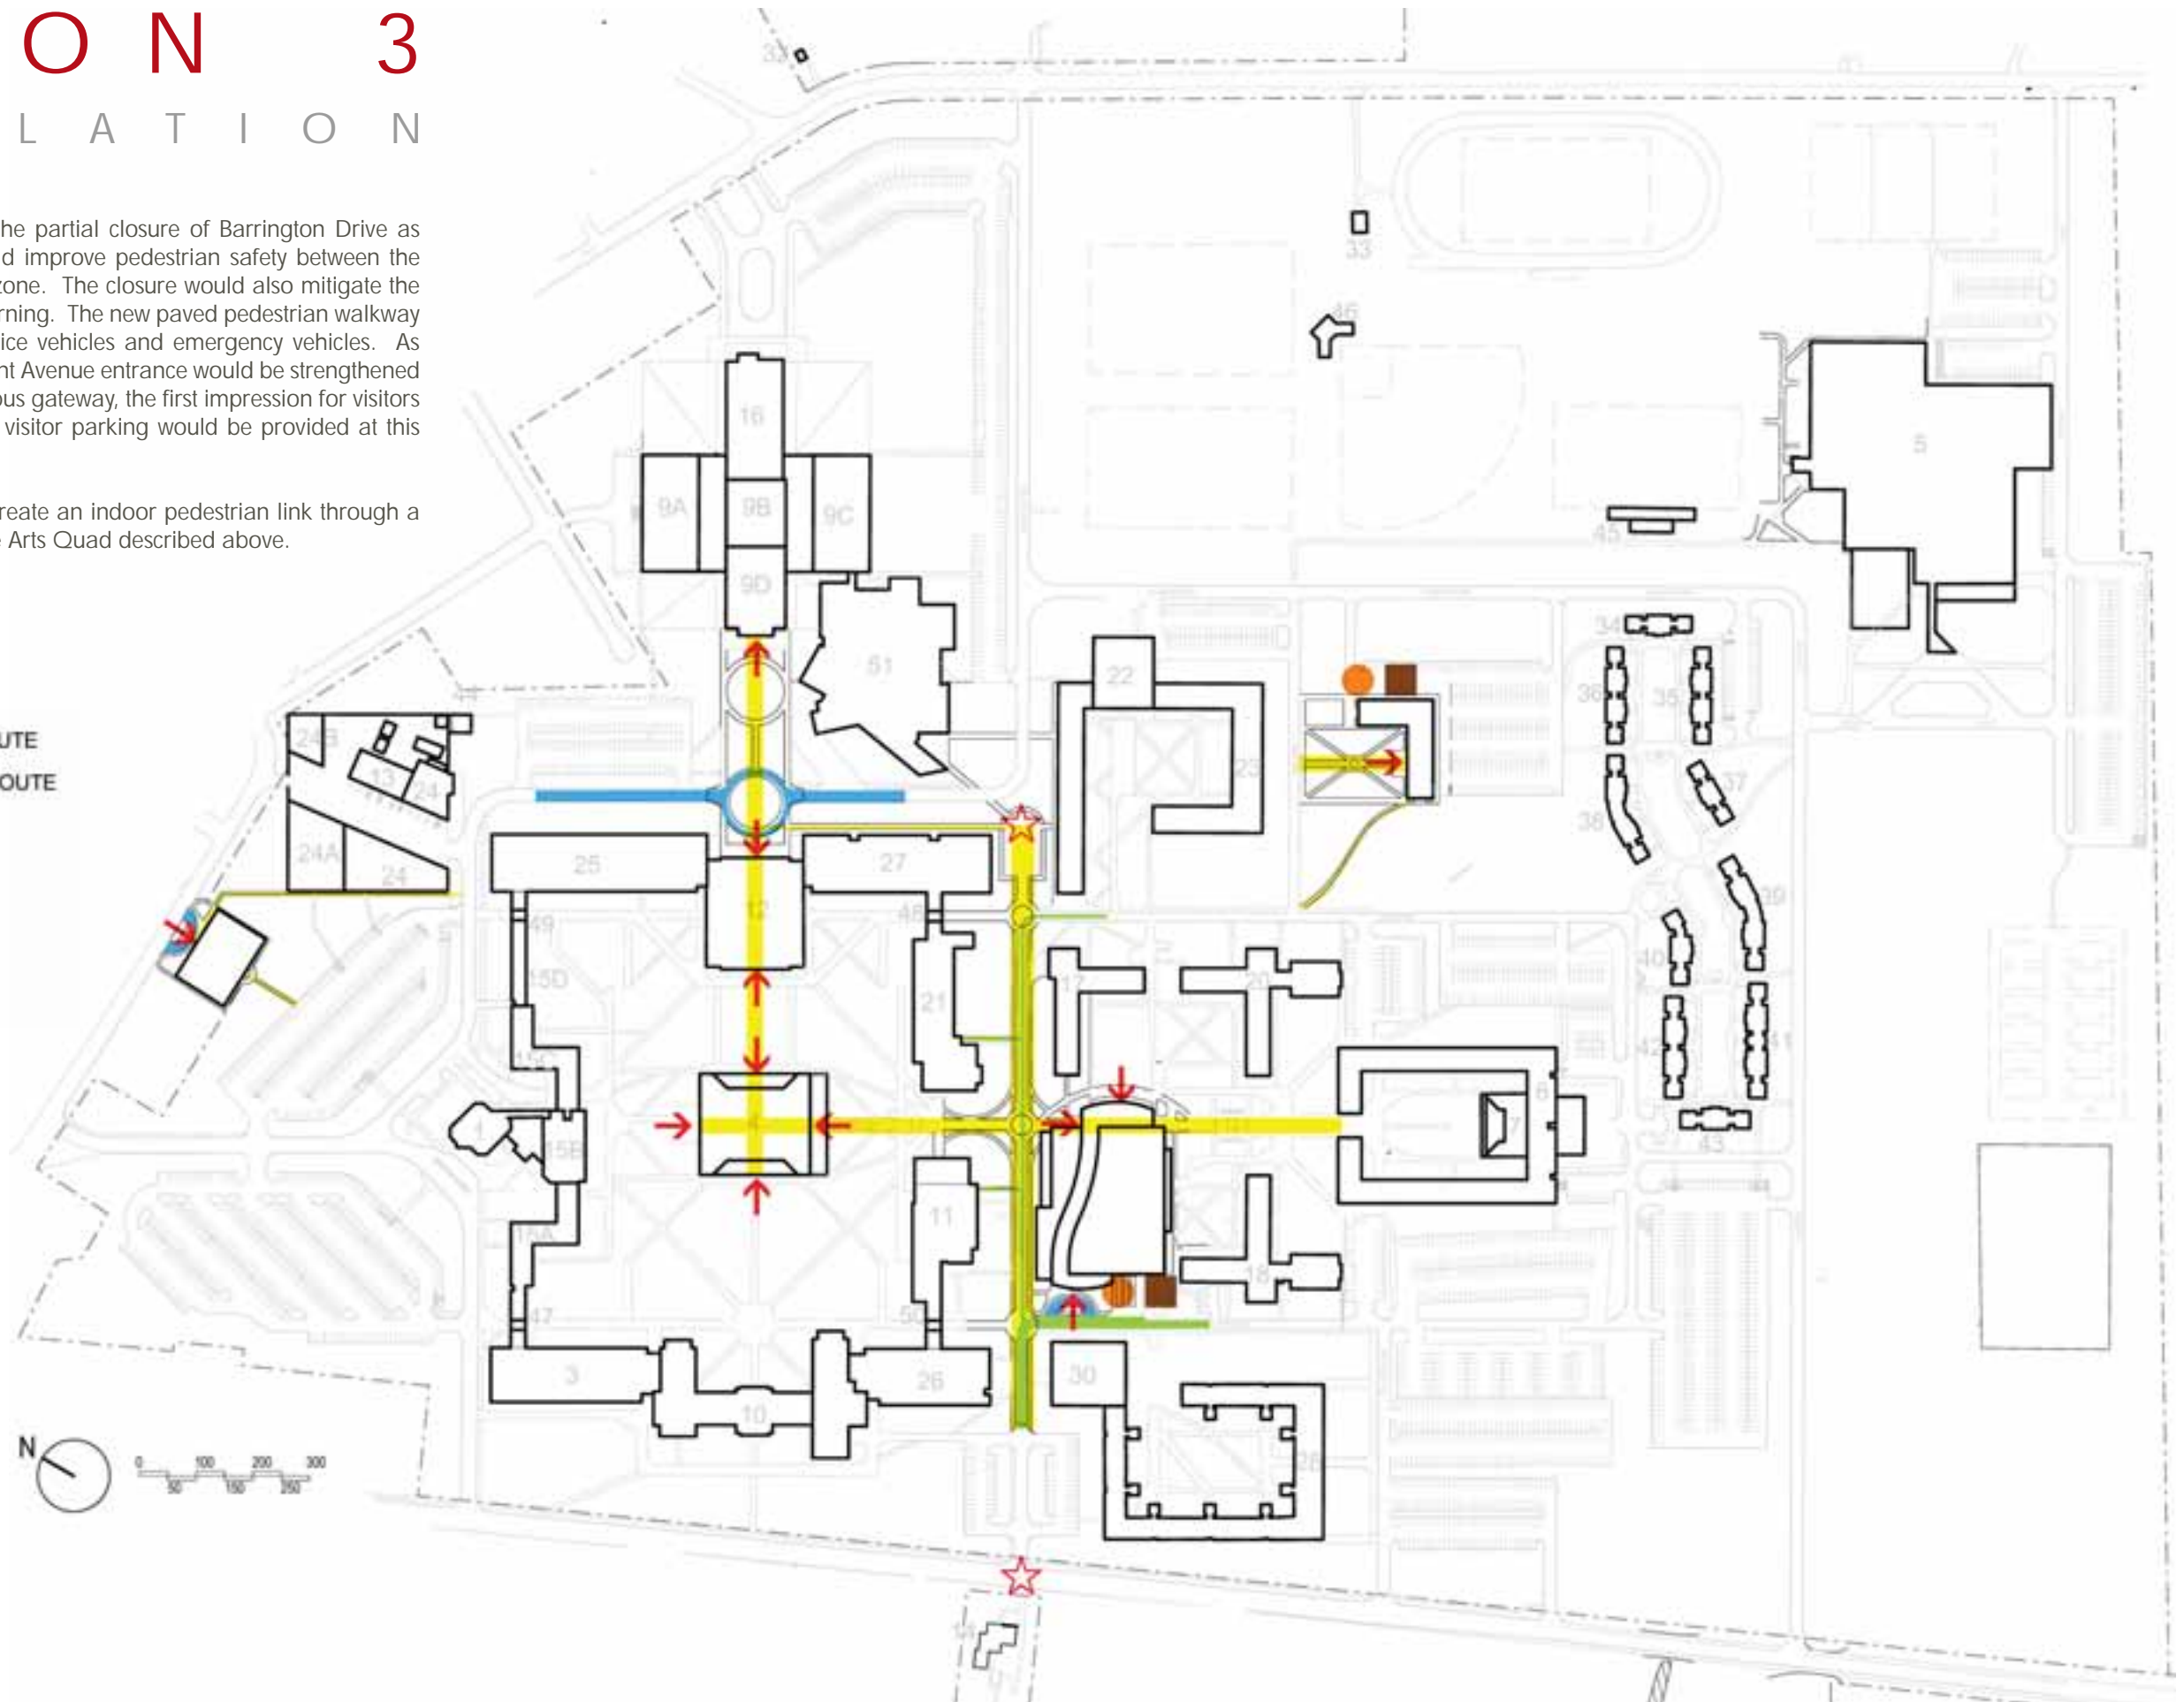 O N 3
L A T I O N
he partial closure of Barrington Drive as
d improve pedestrian safety between the
zone. The closure would also mitigate the
rning. The new paved pedestrian walkway
ice vehicles and emergency vehicles. As
nt Avenue entrance would be strengthened
ous gateway, the first impression for visitors
visitor parking would be provided at this
reate an indoor pedestrian link through a
e Arts Quad described above.
UTE
OUTE
33
46
16
9A
9B
9C
9D
45
34
51
22
36
35
23
24B
13
24
37
38
25
27
24A
24
12
39
49
48
15D
17
20
40
21
15C
42
41
8
7
15B
43
11
15A
18
47
50
3
26
30
10
28
N
0 100 200 300
50 150 250